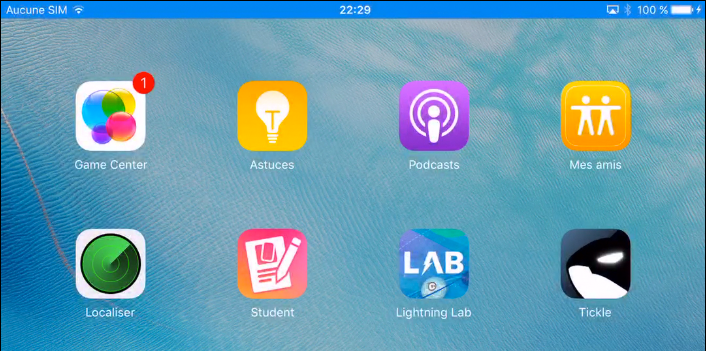 Aucune SIM 22:29 100 %
1
Game Center Astuces Podcasts Mes amis
LAB
Localiser Student Lightning Lab Tickle